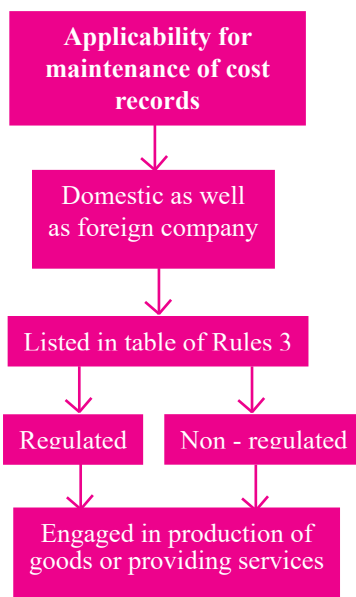 Applicability for
maintenance of cost
records
Domestic as well
as foreign company
Listed in table of Rules 3
Regulated
Non - regulated
Engaged in production of
goods or providing services